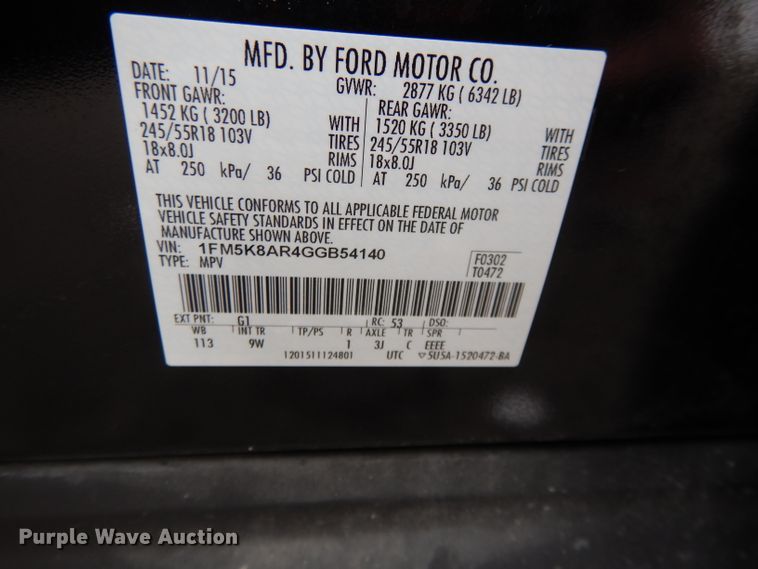 MFD. BY FORD MOTOR CO.
DATE: 11/15 GVWR: 2877 KG ( 6342 LB)
FRONT GAWR: REAR GAWR:
1452 KG ( 3200 LB) WITH 1520 KG ( 3350 LB) WITH
245/55R18 103V TIRES 245/55R18 103V TIRES
18x8.0J RIMS 18x8.0J RIMS
AT 250 kPa/ 36 PSI COLD AT 250 kPa/ 36 PSI COLD
THIS VEHICLE CONFORMS TO ALL APPLICABLE FEDERAL MOTOR
VEHICLE SAFETY STANDARDS IN EFFECT ON THE DATE OF
MANUFACTURE SHOWN ABOVE.
VIN: 1FM5K8AR4GGB54140 F0302
TYPE: MPV T0472
EXT PNT: G1 RC: 53 DSO:
WB INT TR TP/PS R AXLE TR SPR
113 9W 1 3J C EEEE
1201511124801 UTC ▽5U5A-1520472-BA
Purple Wave Auction